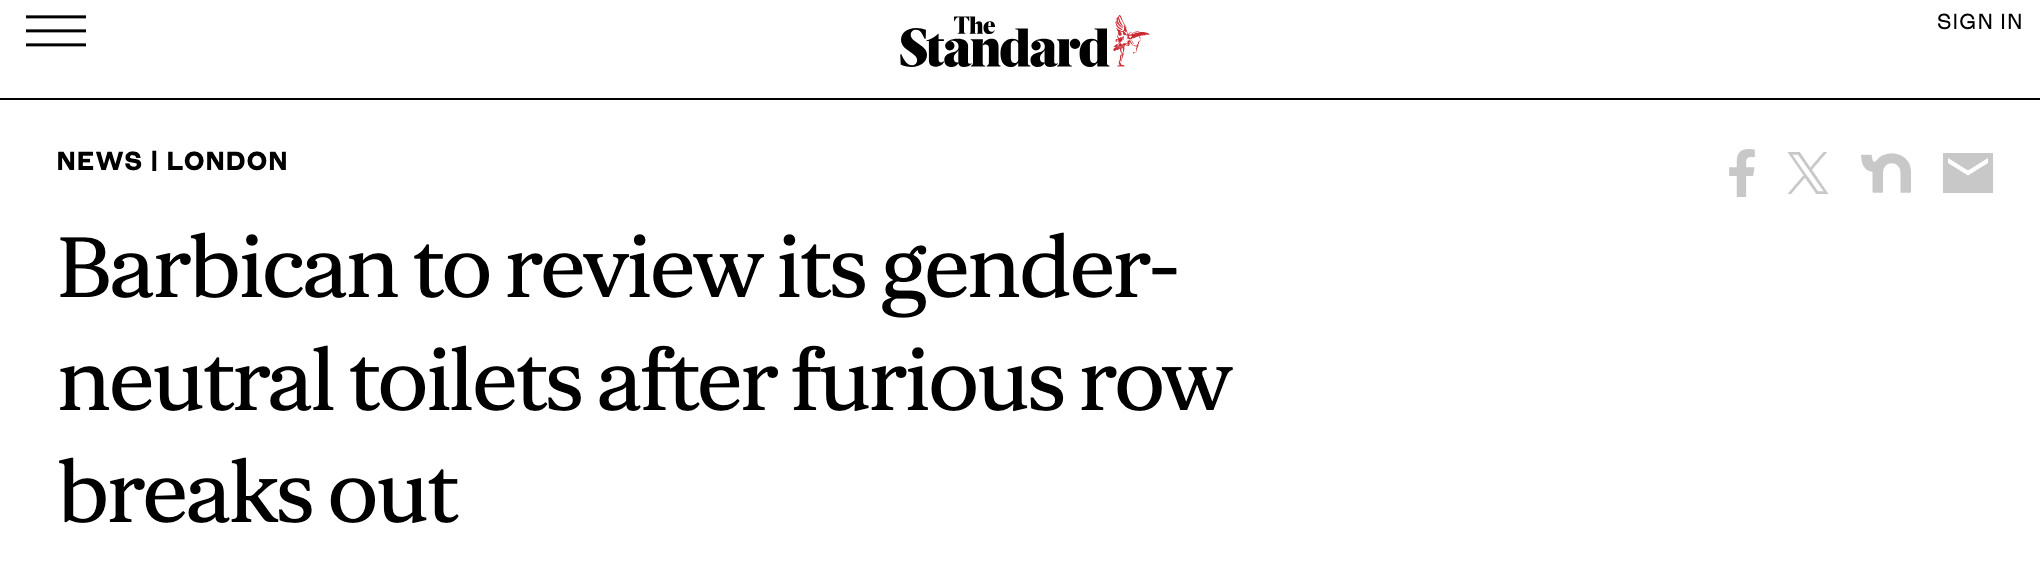 The
Standard
SIGN IN
NEWS | LONDON
Barbican to review its gender-
neutral toilets after furious row
breaks out